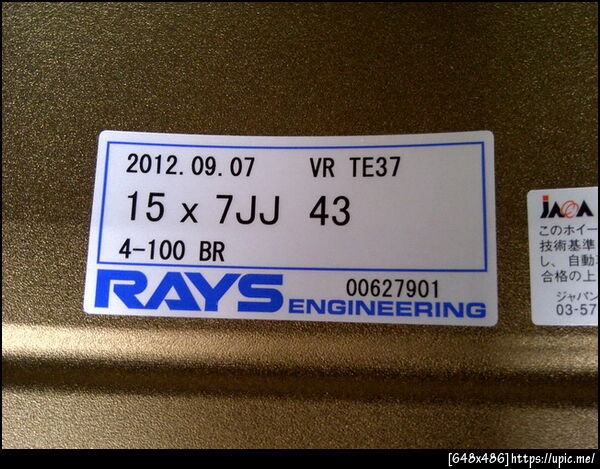 2012.09.07 VR TE37
15 x 7JJ 43
4-100 BR
00627901
RAYS ENGINEERING
JAWA
このホイー
技術基準
し、自動
合格の上
ジャパン
03-57
[648x486]https://upic.me/